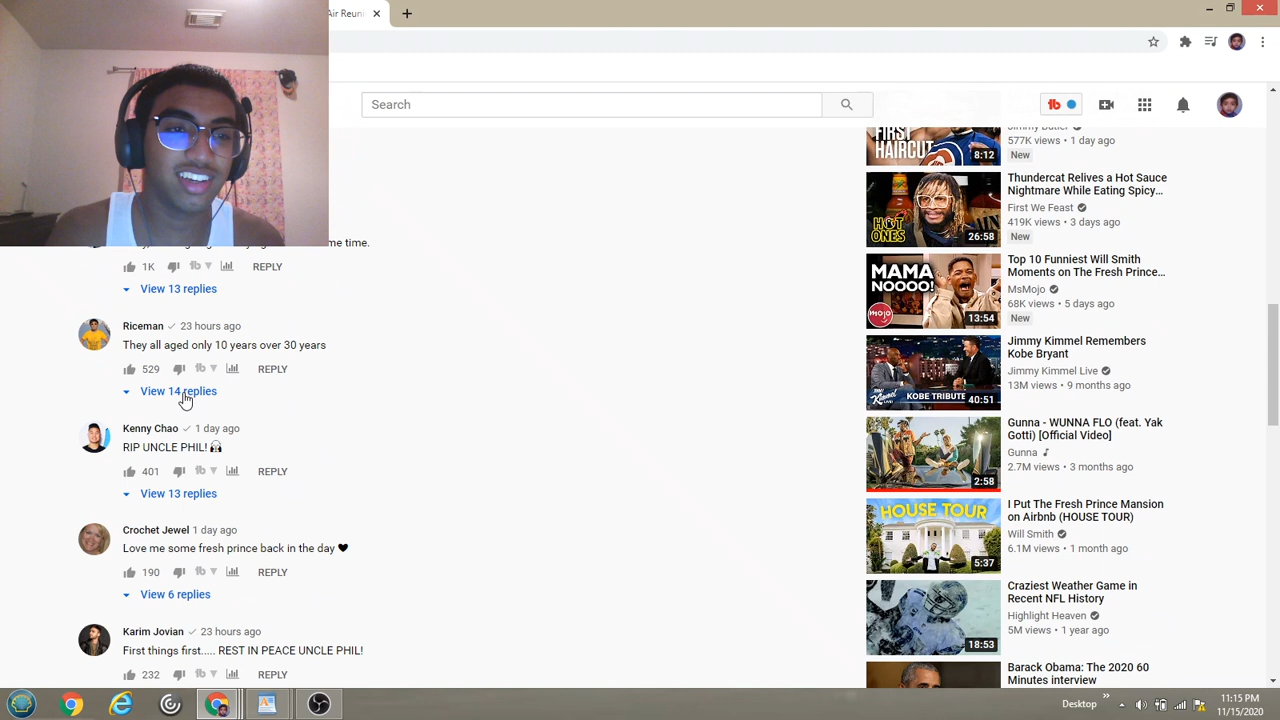 Air Reuni
Search
me time.
1K
REPLY
View 13 replies
Riceman 23 hours ago
They all aged only 10 years over 30 years
529
REPLY
View 14 replies
Kenny Chao 1 day ago
RIP UNCLE PHIL!
401
REPLY
View 13 replies
Crochet Jewel 1 day ago
Love me some fresh prince back in the day
190
REPLY
View 6 replies
Karim Jovian 23 hours ago
First things first..... REST IN PEACE UNCLE PHIL!
232
REPLY
FIRST
HAIRCUT
8:12
Jimmy Butler
577K views • 1 day ago
New
HOT
ONES
26:58
Thundercat Relives a Hot Sauce
Nightmare While Eating Spicy...
First We Feast
419K views • 3 days ago
New
MAMA
NOOOO!
mojo
13:54
Top 10 Funniest Will Smith
Moments on The Fresh Prince...
MsMojo
68K views • 5 days ago
New
KOBE TRIBUTE
40:51
Jimmy Kimmel Remembers
Kobe Bryant
Jimmy Kimmel Live
13M views • 9 months ago
2:58
Gunna - WUNNA FLO (feat. Yak
Gotti) [Official Video]
Gunna
2.7M views • 3 months ago
HOUSE TOUR
5:37
I Put The Fresh Prince Mansion
on Airbnb (HOUSE TOUR)
Will Smith
6.1M views • 1 month ago
18:53
Craziest Weather Game in
Recent NFL History
Highlight Heaven
5M views • 1 year ago
Barack Obama: The 2020 60
Minutes interview
Desktop
11:15 PM
11/15/2020